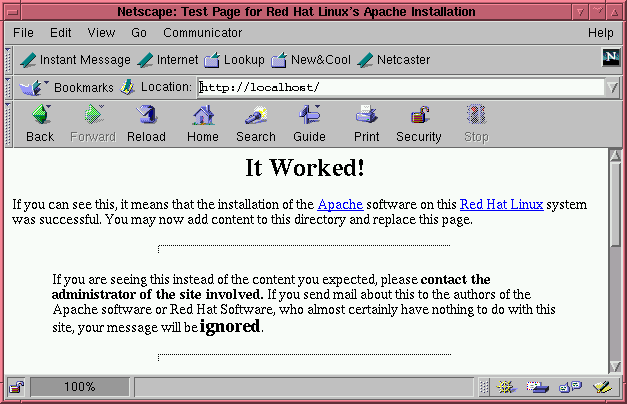 Netscape: Test Page for Red Hat Linux's Apache Installation
File Edit View Go Communicator Help
Instant Message Internet Lookup New&Cool Netcaster
N
Bookmarks Location: http://localhost/
Back Forward Reload Home Search Guide Print Security Stop
It Worked!
If you can see this, it means that the installation of the Apache software on this Red Hat Linux system
was successful. You may now add content to this directory and replace this page.
If you are seeing this instead of the content you expected, please contact the
administrator of the site involved. If you send mail about this to the authors of the
Apache software or Red Hat Software, who almost certainly have nothing to do with this
site, your message will be ignored.
100%